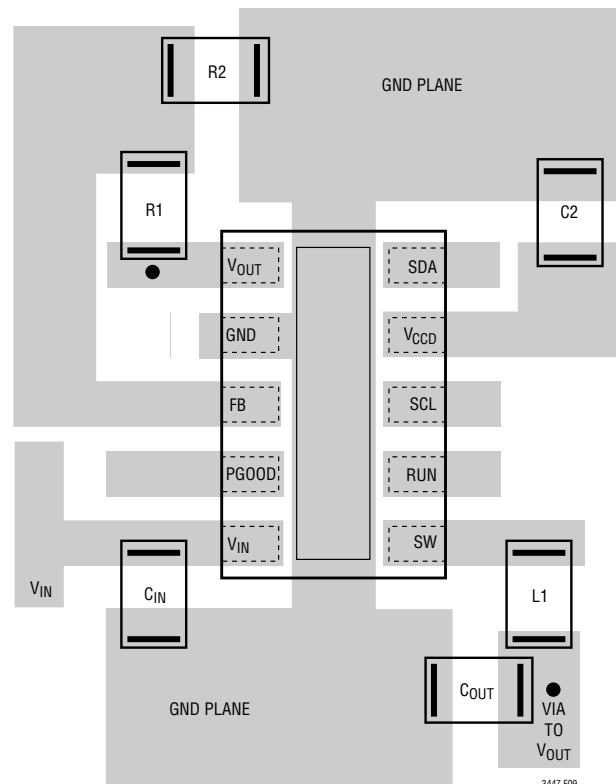 R2
GND PLANE
R1
C2
VOUT
SDA
GND
VCCD
FB
SCL
PGOOD
RUN
VIN
SW
VIN
CIN
L1
COUT
GND PLANE
VIA
TO
VOUT
3447 F09